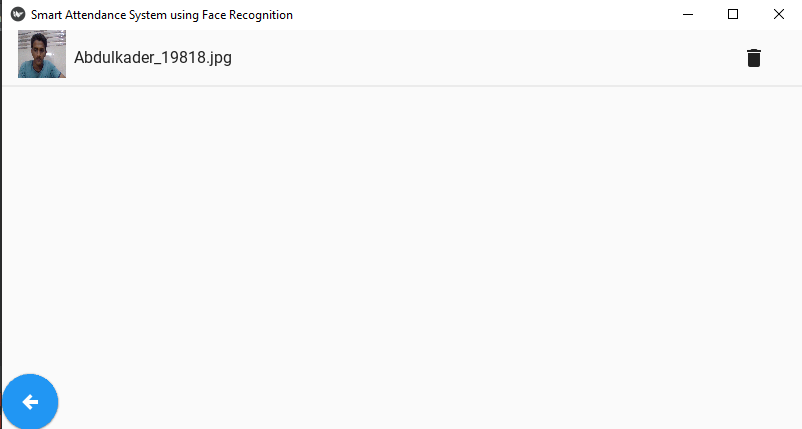 Smart Attendance System using Face Recognition
Abdulkader_19818.jpg